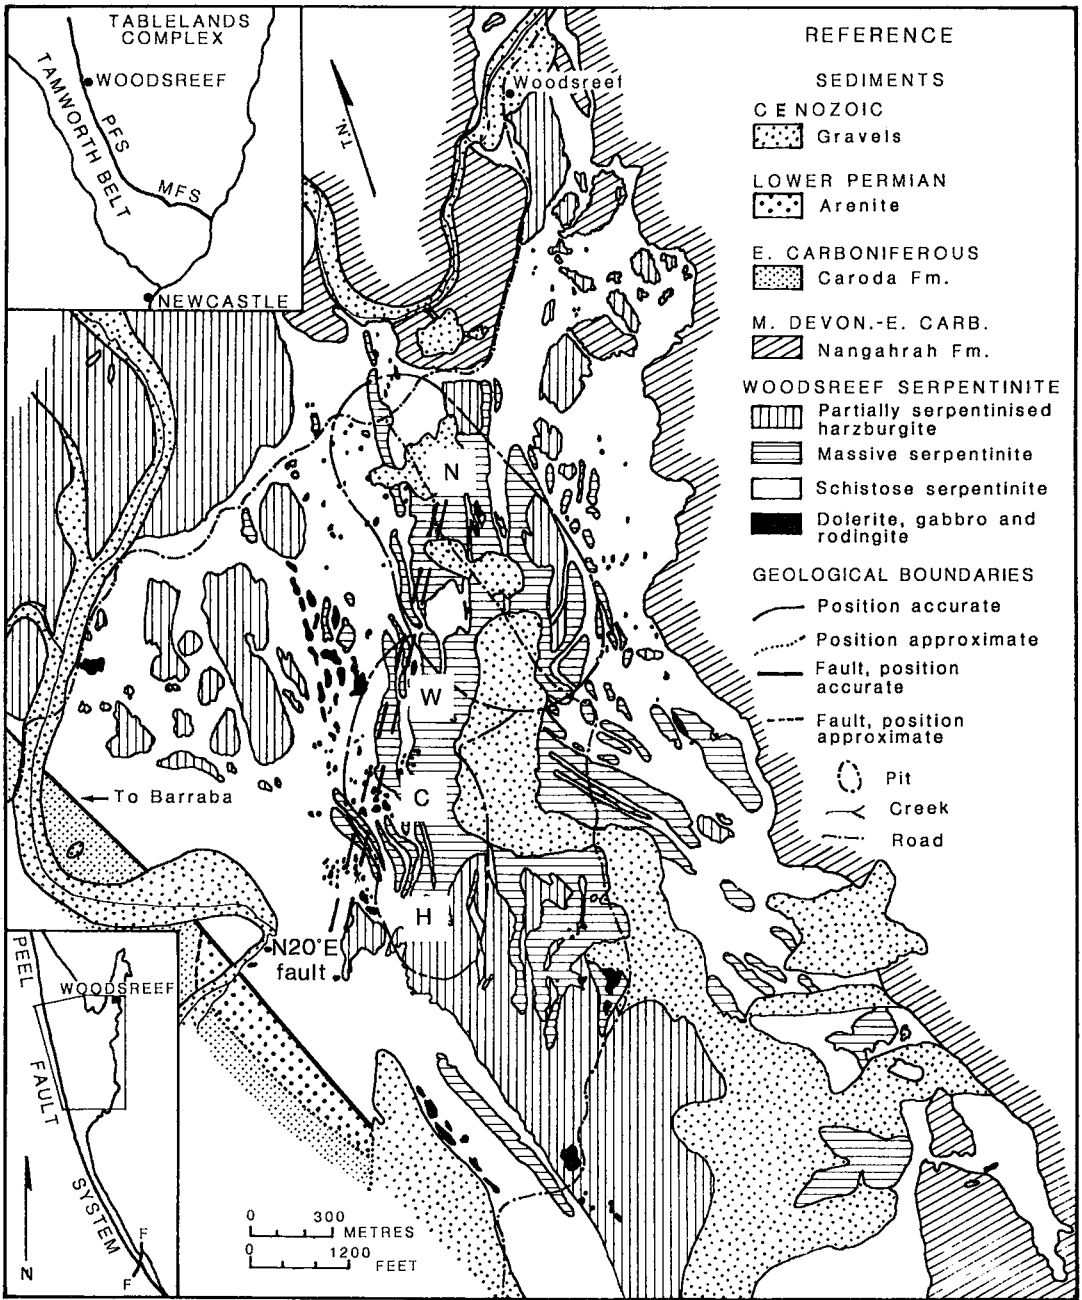 TABLELANDS
COMPLEX
WOODSREEF
TAMWORTH BELT
PFS
MFS
NEWCASTLE
T.N.
Woodsreef
REFERENCE
SEDIMENTS
CENOZOIC
Gravels
LOWER PERMIAN
Arenite
E. CARBONIFEROUS
Caroda Fm.
M. DEVON.-E. CARB.
Nangahrah Fm.
WOODSREEF SERPENTINITE
Partially serpentinised
harzburgite
Massive serpentinite
Schistose serpentinite
Dolerite, gabbro and
rodingite
GEOLOGICAL BOUNDARIES
Position accurate
Position approximate
Fault, position
accurate
Fault, position
approximate
Pit
Creek
Road
N
W
C
H
To Barraba
N20°E
fault
PEEL
FAULT
SYSTEM
WOODSREEF
F
F
N
0 300
METRES
0 1200
FEET